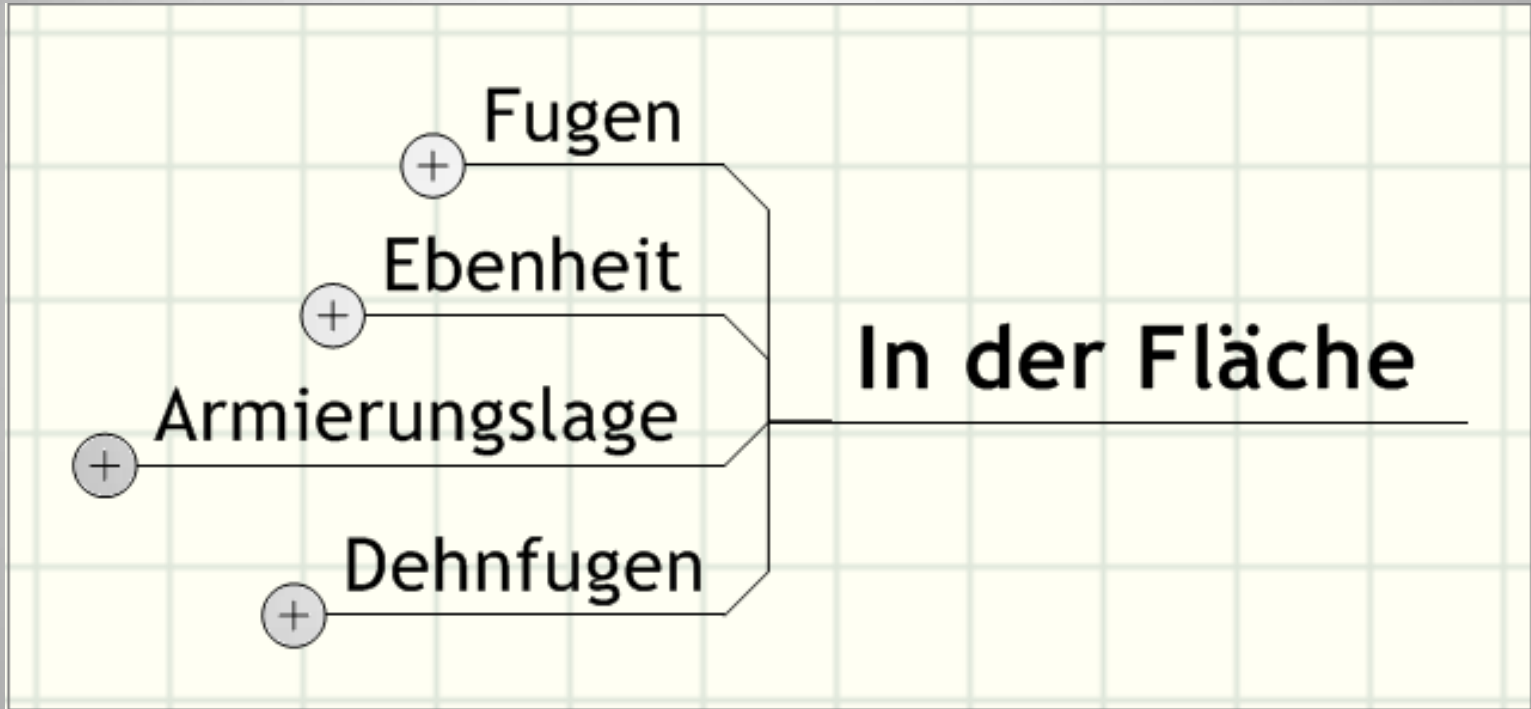 Fugen
Ebenheit
In der Fläche
Armierungslage
Dehnfugen